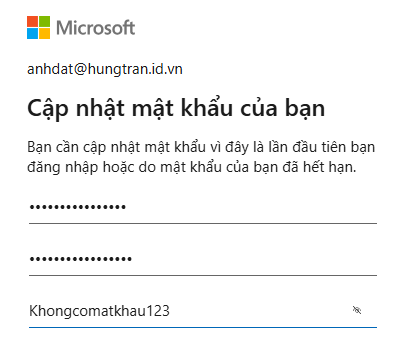 Microsoft
anhdat@hungtran.id.vn
Cập nhật mật khẩu của bạn
Bạn cần cập nhật mật khẩu vì đây là lần đầu tiên bạn
đăng nhập hoặc do mật khẩu của bạn đã hết hạn.
••••••••••••••••
•••••••••••••••••
Khongcomatkhau123